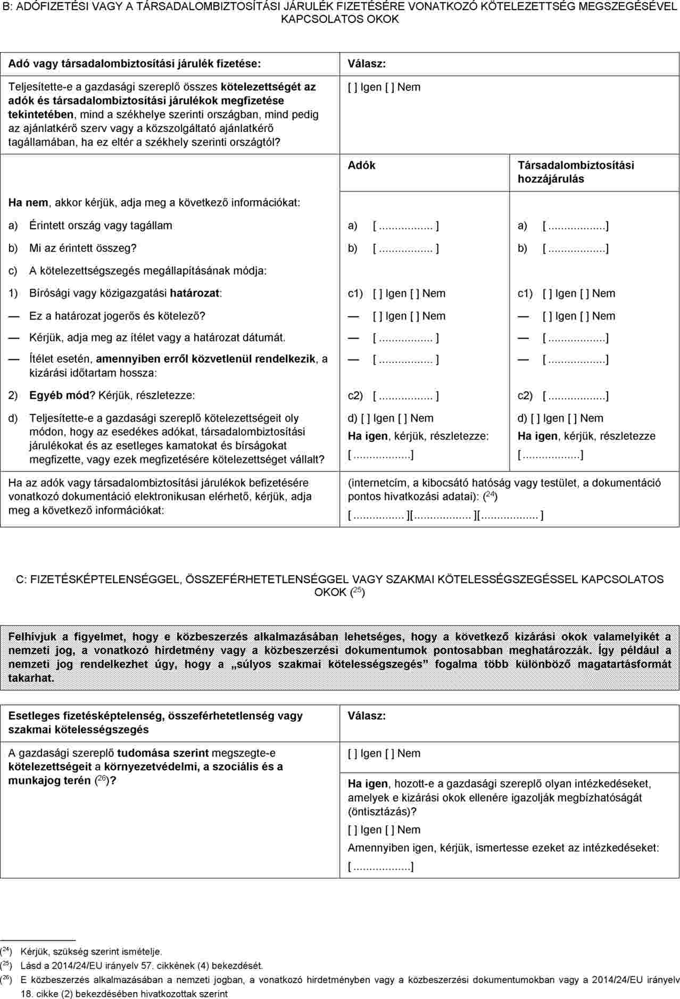 B: ADÓFIZETÉSI VAGY A TÁRSADALOMBIZTOSÍTÁSI JÁRULÉK FIZETÉSÉRE VONATKOZÓ KÖTELEZETTSÉG MEGSZEGÉSÉVEL
KAPCSOLATOS OKOK
Adó vagy társadalombiztosítási járulék fizetése:
Válasz:
Teljesítette-e a gazdasági szereplő összes kötelezettségét az
adók és társadalombiztosítási járulékok megfizetése
tekintetében, mind a székhelye szerinti országban, mind pedig
az ajánlatkérő szerv vagy a közszolgáltató ajánlatkérő
tagállamában, ha ez eltér a székhely szerinti országtól?
[ ] Igen [ ] Nem
Adók
Társadalombiztosítási
hozzájárulás
Ha nem, akkor kérjük, adja meg a következő információkat:
a) Érintett ország vagy tagállam
a) [ ................. ]
a) [ ..................]
b) Mi az érintett összeg?
b) [ ................. ]
b) [ ..................]
c) A kötelezettségszegés megállapításának módja:
1) Bírósági vagy közigazgatási határozat:
c1) [ ] Igen [ ] Nem
c1) [ ] Igen [ ] Nem
— Ez a határozat jogerős és kötelező?
— [ ] Igen [ ] Nem
— [ ] Igen [ ] Nem
— Kérjük, adja meg az ítélet vagy a határozat dátumát.
— [ ................. ]
— [ ..................]
— Ítélet esetén, amennyiben erről közvetlenül rendelkezik, a
kizárási időtartam hossza:
— [ ................. ]
— [ ..................]
2) Egyéb mód? Kérjük, részletezze:
c2) [ ................. ]
c2) [ ..................]
d) Teljesítette-e a gazdasági szereplő kötelezettségeit oly
módon, hogy az esedékes adókat, társadalombiztosítási
járulékokat és az esetleges kamatokat és bírságokat
megfizette, vagy ezek megfizetésére kötelezettséget vállalt?
d) [ ] Igen [ ] Nem
Ha igen, kérjük, részletezze:
[ ..................]
d) [ ] Igen [ ] Nem
Ha igen, kérjük, részletezze
[ ..................]
Ha az adók vagy társadalombiztosítási járulékok befizetésére
vonatkozó dokumentáció elektronikusan elérhető, kérjük, adja
meg a következő információkat:
(internetcím, a kibocsátó hatóság vagy testület, a dokumentáció
pontos hivatkozási adatai): (24)
[ ................ ][.................. ][.................. ]
C: FIZETÉSKÉPTELENSÉGGEL, ÖSSZEFÉRHETETLENSÉGGEL VAGY SZAKMAI KÖTELESSÉGSZEGÉSSEL KAPCSOLATOS
OKOK (25)
Felhívjuk a figyelmet, hogy e közbeszerzés alkalmazásában lehetséges, hogy a következő kizárási okok valamelyikét a
nemzeti jog, a vonatkozó hirdetmény vagy a közbeszerzési dokumentumok pontosabban meghatározzák. Így például a
nemzeti jog rendelkezhet úgy, hogy a „súlyos szakmai kötelességszegés” fogalma több különböző magatartásformát
takarhat.
Esetleges fizetésképtelenség, összeférhetetlenség vagy
szakmai kötelességszegés
Válasz:
A gazdasági szereplő tudomása szerint megszegte-e
kötelezettségeit a környezetvédelmi, a szociális és a
munkajog terén (26)?
[ ] Igen [ ] Nem
Ha igen, hozott-e a gazdasági szereplő olyan intézkedéseket,
amelyek e kizárási okok ellenére igazolják megbízhatóságát
(öntisztázás)?
[ ] Igen [ ] Nem
Amennyiben igen, kérjük, ismertesse ezeket az intézkedéseket:
[ ..................]
(24) Kérjük, szükség szerint ismételje.
(25) Lásd a 2014/24/EU irányelv 57. cikkének (4) bekezdését.
(26) E közbeszerzés alkalmazásában a nemzeti jogban, a vonatkozó hirdetményben vagy a közbeszerzési dokumentumokban vagy a 2014/24/EU irányelv
18. cikke (2) bekezdésében hivatkozottak szerint